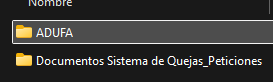 Nombre
ADUFA
Documentos Sistema de Quejas_Peticiones